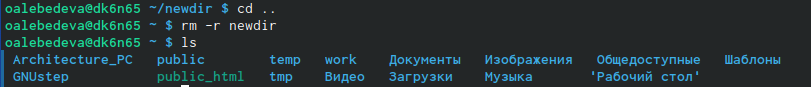 oalebedeva@dk6n65 ~/newdir $ cd ..
oalebedeva@dk6n65 ~ $ rm -r newdir
oalebedeva@dk6n65 ~ $ ls
Architecture_PC public temp work Документы Изображения Общедоступные Шаблоны
GNUstep public_html tmp Видео Загрузки Музыка 'Рабочий стол'